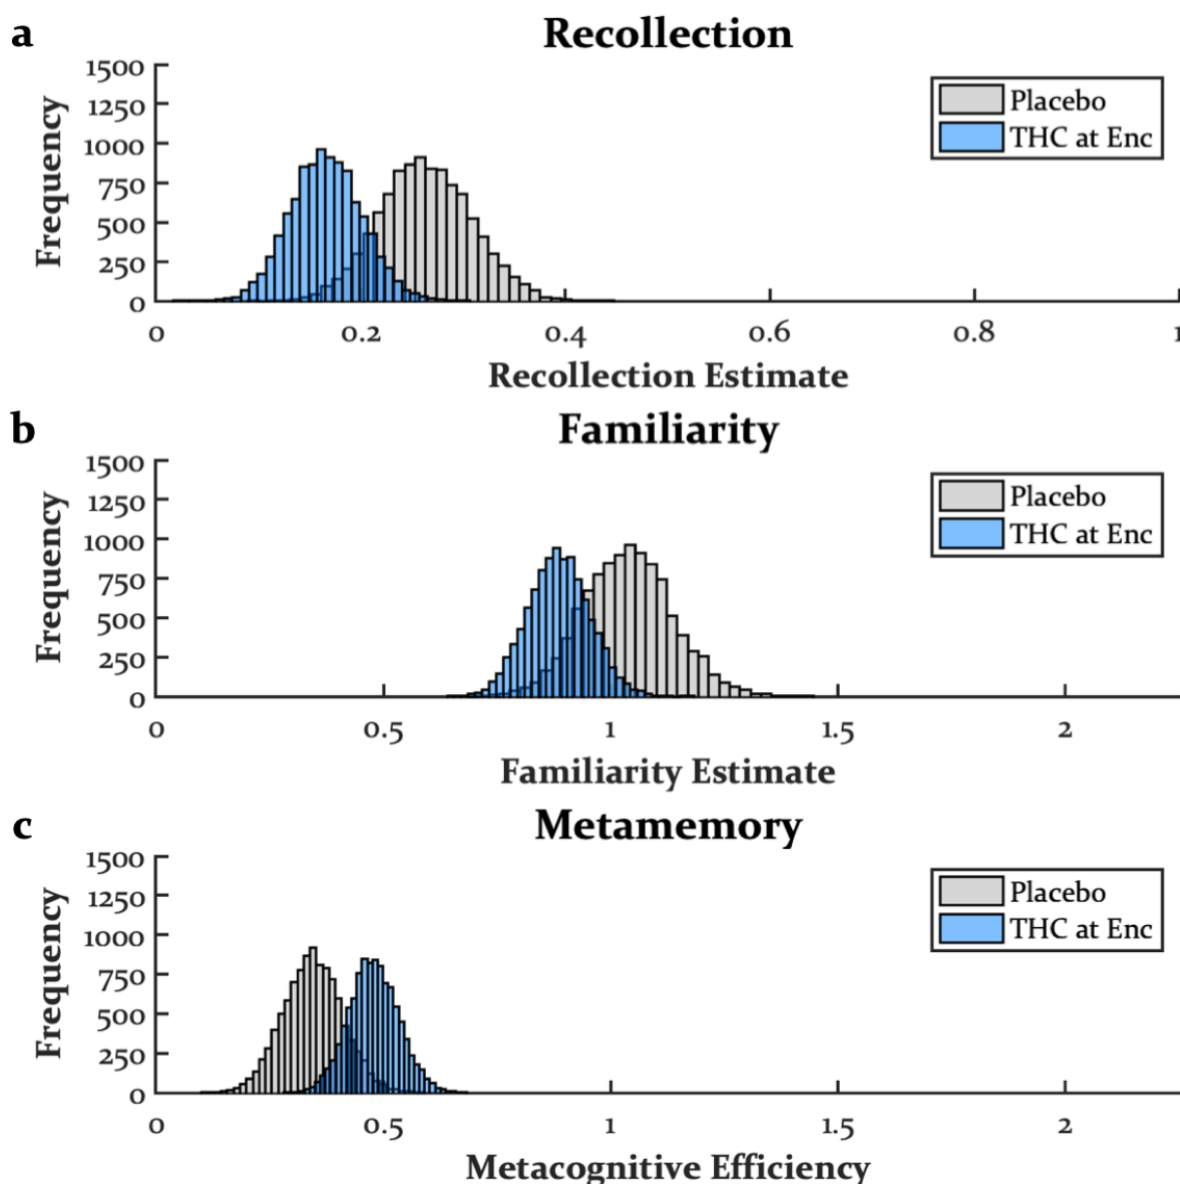 a
Recollection
1500
1250
1000
750
500
250
0
Frequency
Placebo
THC at Enc
0 0.2 0.4 0.6 0.8 1
Recollection Estimate
b
Familiarity
1500
1250
1000
750
500
250
0
Frequency
Placebo
THC at Enc
0 0.5 1 1.5 2
Familiarity Estimate
c
Metamemory
1500
1250
1000
750
500
250
0
Frequency
Placebo
THC at Enc
0 0.5 1 1.5 2
Metacognitive Efficiency